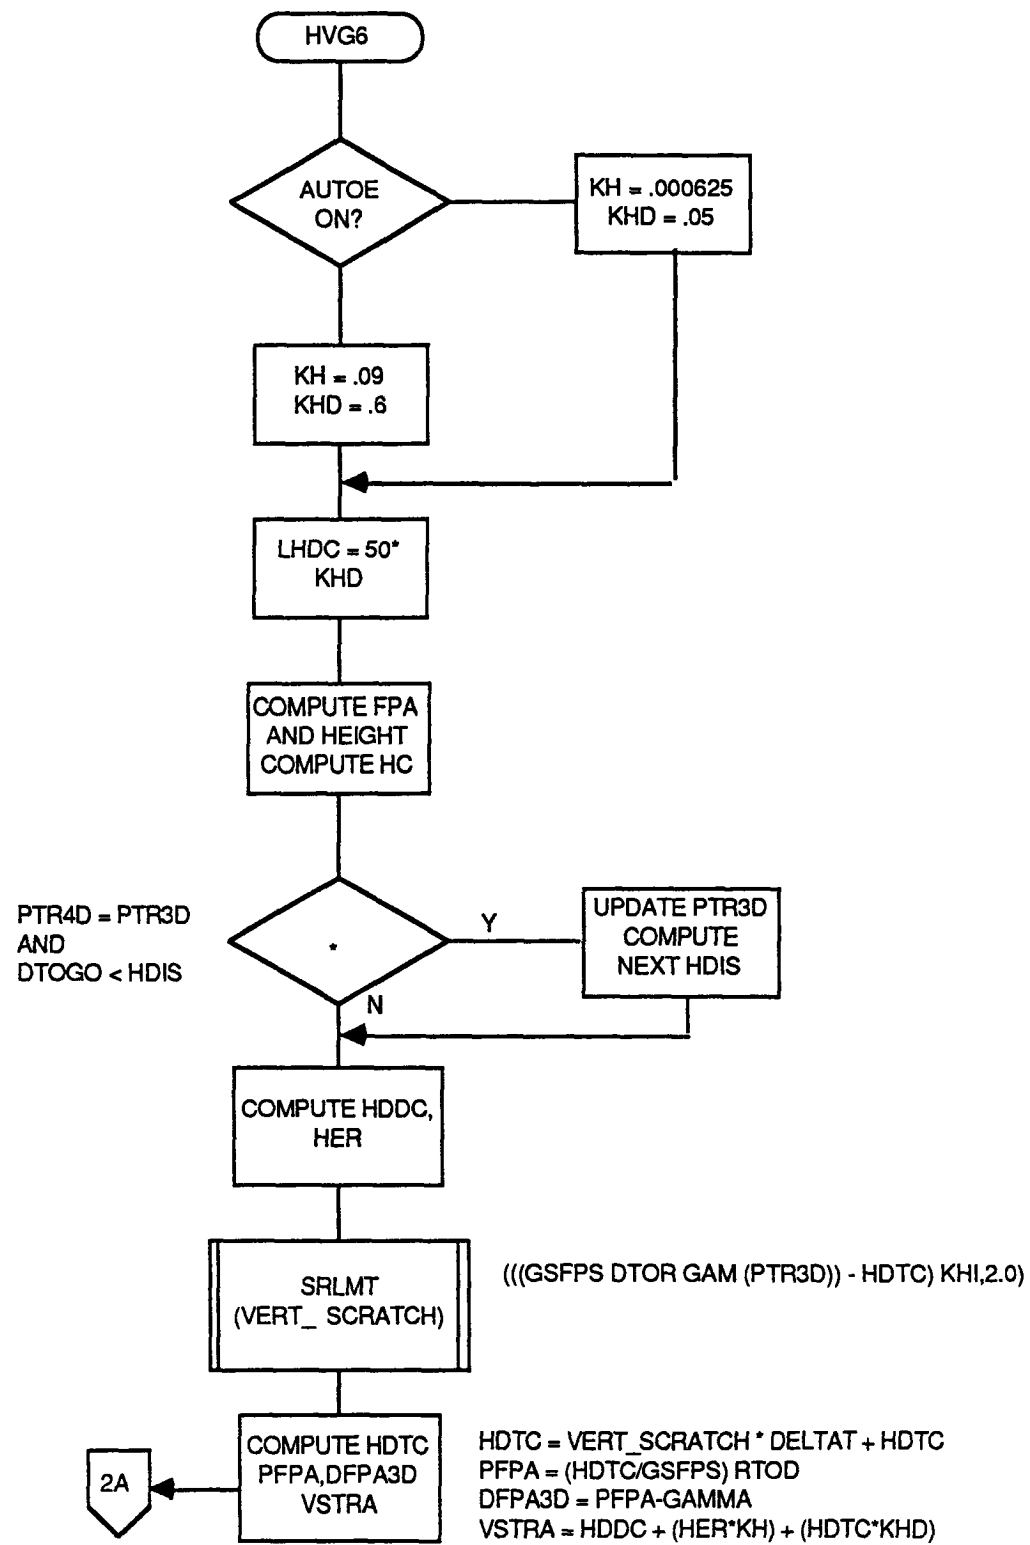 HVG6
AUTOE
ON?
KH = .000625
KHD = .05
KH = .09
KHD = .6
LHDC = 50*
KHD
COMPUTE FPA
AND HEIGHT
COMPUTE HC
PTR4D = PTR3D
AND
DTOGO < HDIS
*
Y
N
UPDATE PTR3D
COMPUTE
NEXT HDIS
COMPUTE HDDC,
HER
SRLMT
(VERT_ SCRATCH)
(((GSFPS DTOR GAM (PTR3D)) - HDTC) KHI,2.0)
COMPUTE HDTC
PFPA,DFPA3D
VSTRA
2A
HDTC = VERT_SCRATCH * DELTAT + HDTC
PFPA = (HDTC/GSFPS) RTOD
DFPA3D = PFPA-GAMMA
VSTRA = HDDC + (HER*KH) + (HDTC*KHD)